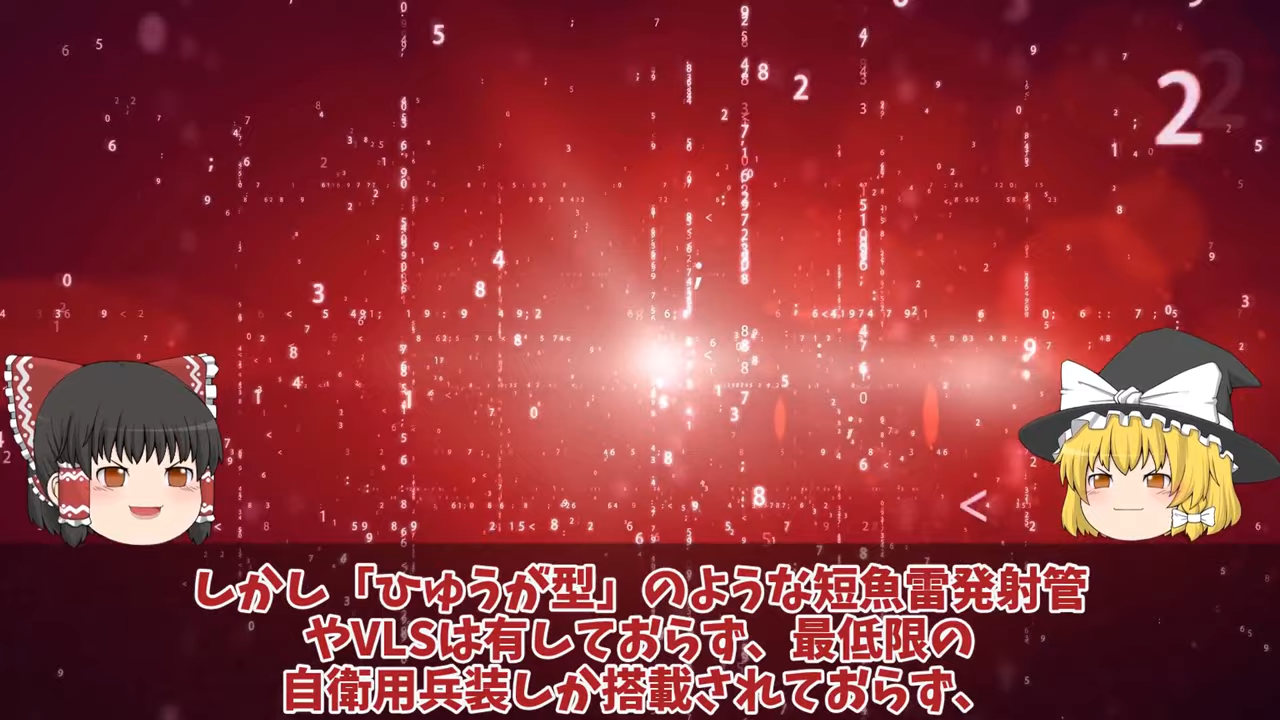 しかし「ひゅうが型」のような短魚雷発射管
やVLSは有しておらず、最低限の
自衛用兵装しか搭載されておらず、